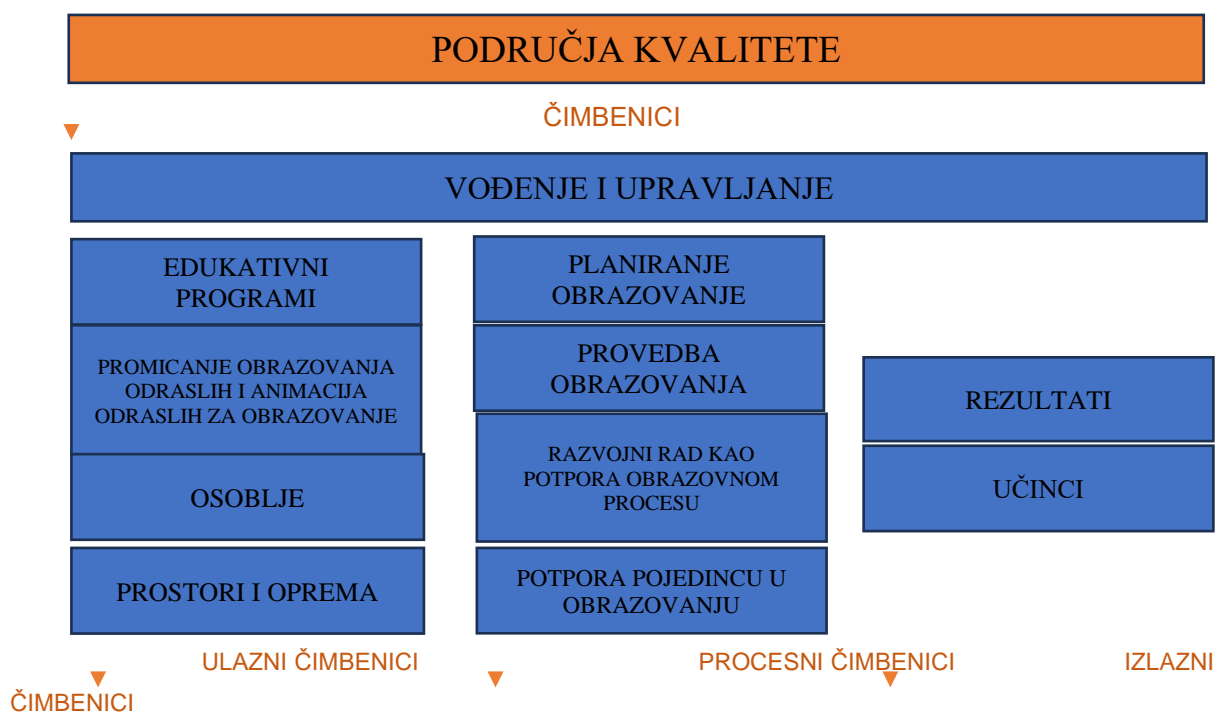 PODRUČJA KVALITETE
ČIMBENICI
VOĐENJE I UPRAVLJANJE
EDUKATIVNI
PROGRAMI
PROMICANJE OBRAZOVANJA
ODRASLIH I ANIMACIJA
ODRASLIH ZA OBRAZOVANJE
OSOBLJE
PROSTORI I OPREMA
PLANIRANJE
OBRAZOVANJE
PROVEDBA
OBRAZOVANJA
RAZVOJNI RAD KAO
POTPORA OBRAZOVNOM
PROCESU
POTPORA POJEDINCU U
OBRAZOVANJU
REZULTATI
UČINCI
ULAZNI ČIMBENICI PROCESNI ČIMBENICI IZLAZNI
ČIMBENICI